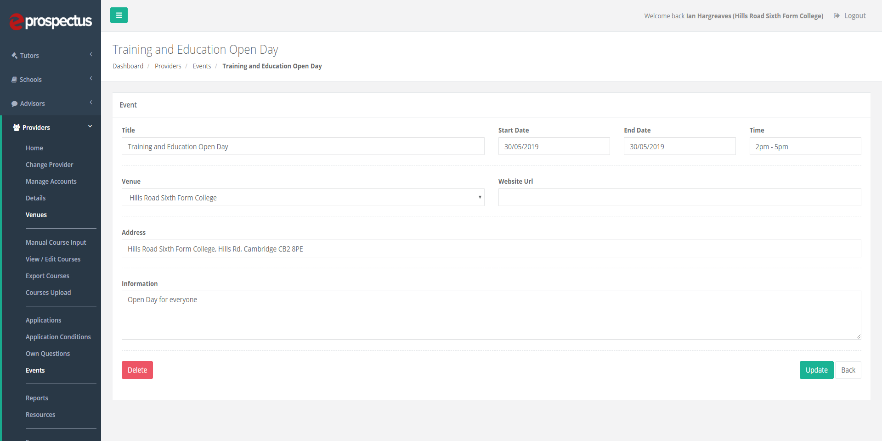 eprospectus
Welcome back Ian Hargreaves (Hills Road Sixth Form College)
Logout
Tutors
Schools
Advisors
Providers
Home
Change Provider
Manage Accounts
Details
Venues
Manual Course Input
View / Edit Courses
Export Courses
Courses Upload
Applications
Application Conditions
Own Questions
Events
Reports
Resources
Training and Education Open Day
Dashboard / Providers / Events / Training and Education Open Day
Event
Title
Training and Education Open Day
Start Date
30/05/2019
End Date
30/05/2019
Time
2pm - 5pm
Venue
Hills Road Sixth Form College
Website Url
Address
Hills Road Sixth Form College, Hills Rd, Cambridge CB2 8PE
Information
Open Day for everyone
Delete
Update
Back